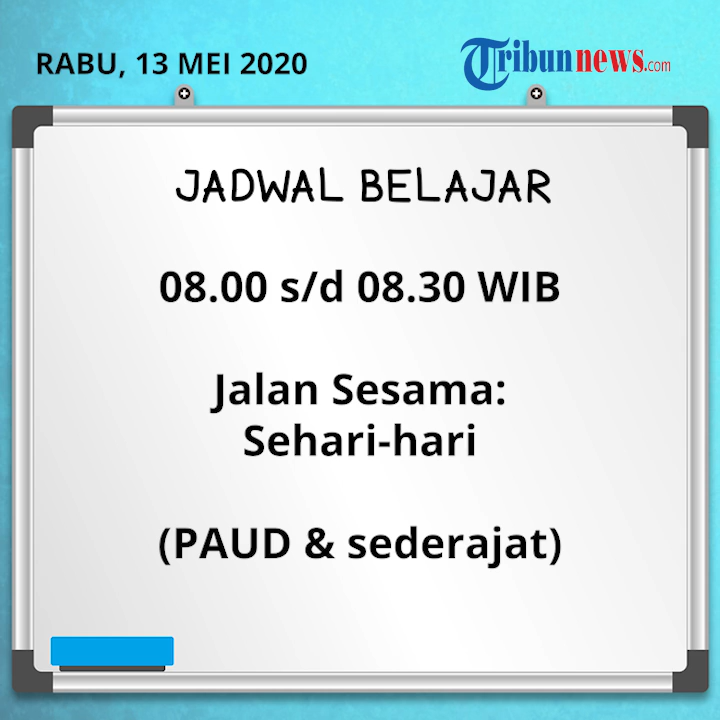 RABU, 13 MEI 2020
Tribunnews.com
JADWAL BELAJAR
08.00 s/d 08.30 WIB
Jalan Sesama:
Sehari-hari
(PAUD & sederajat)